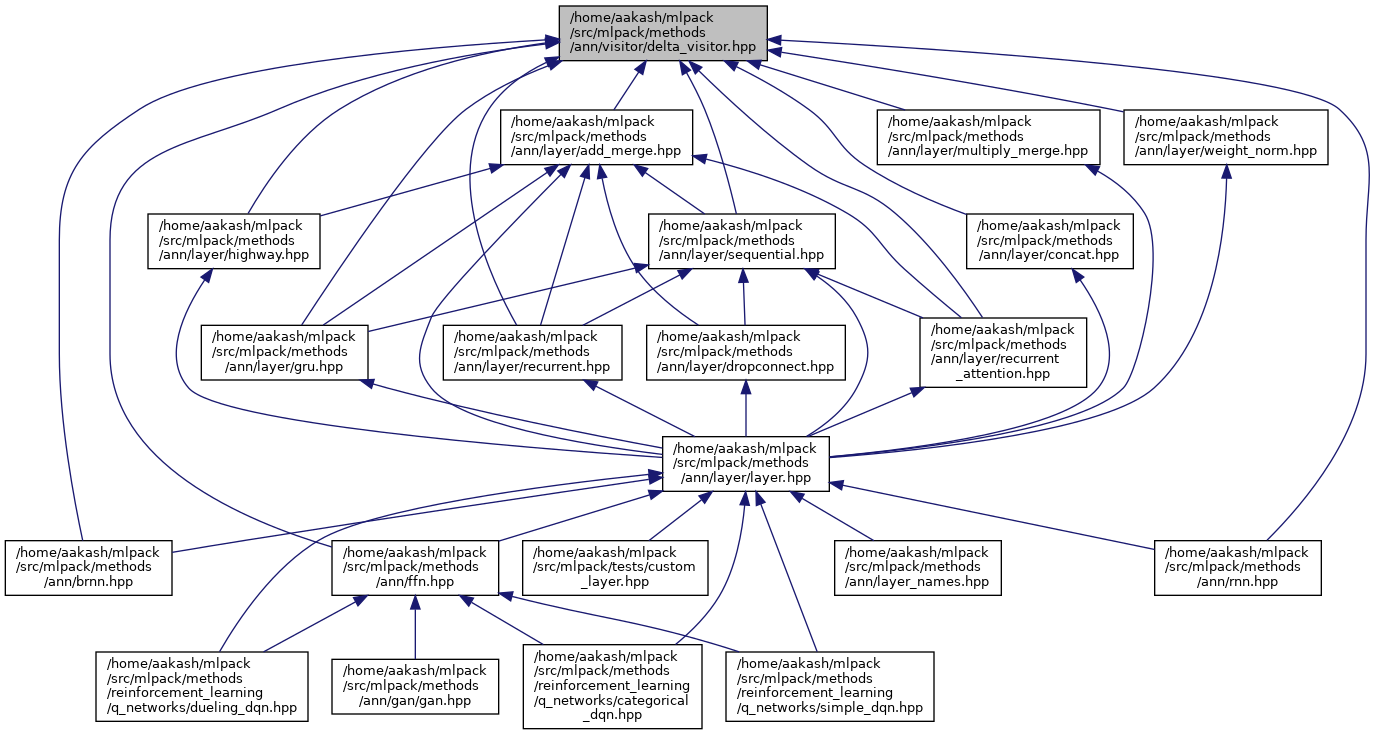 /home/aakash/mlpack
/src/mlpack/methods
/ann/visitor/delta_visitor.hpp
/home/aakash/mlpack
/src/mlpack/methods
/ann/layer/add_merge.hpp
/home/aakash/mlpack
/src/mlpack/methods
/ann/layer/multiply_merge.hpp
/home/aakash/mlpack
/src/mlpack/methods
/ann/layer/weight_norm.hpp
/home/aakash/mlpack
/src/mlpack/methods
/ann/layer/highway.hpp
/home/aakash/mlpack
/src/mlpack/methods
/ann/layer/sequential.hpp
/home/aakash/mlpack
/src/mlpack/methods
/ann/layer/concat.hpp
/home/aakash/mlpack
/src/mlpack/methods
/ann/layer/gru.hpp
/home/aakash/mlpack
/src/mlpack/methods
/ann/layer/recurrent.hpp
/home/aakash/mlpack
/src/mlpack/methods
/ann/layer/dropconnect.hpp
/home/aakash/mlpack
/src/mlpack/methods
/ann/layer/recurrent
_attention.hpp
/home/aakash/mlpack
/src/mlpack/methods
/ann/layer/layer.hpp
/home/aakash/mlpack
/src/mlpack/methods
/ann/brnn.hpp
/home/aakash/mlpack
/src/mlpack/methods
/ann/ffn.hpp
/home/aakash/mlpack
/src/mlpack/tests/custom
_layer.hpp
/home/aakash/mlpack
/src/mlpack/methods
/ann/layer_names.hpp
/home/aakash/mlpack
/src/mlpack/methods
/ann/rnn.hpp
/home/aakash/mlpack
/src/mlpack/methods
/reinforcement_learning
/q_networks/dueling_dqn.hpp
/home/aakash/mlpack
/src/mlpack/methods
/ann/gan/gan.hpp
/home/aakash/mlpack
/src/mlpack/methods
/reinforcement_learning
/q_networks/categorical
_dqn.hpp
/home/aakash/mlpack
/src/mlpack/methods
/reinforcement_learning
/q_networks/simple_dqn.hpp